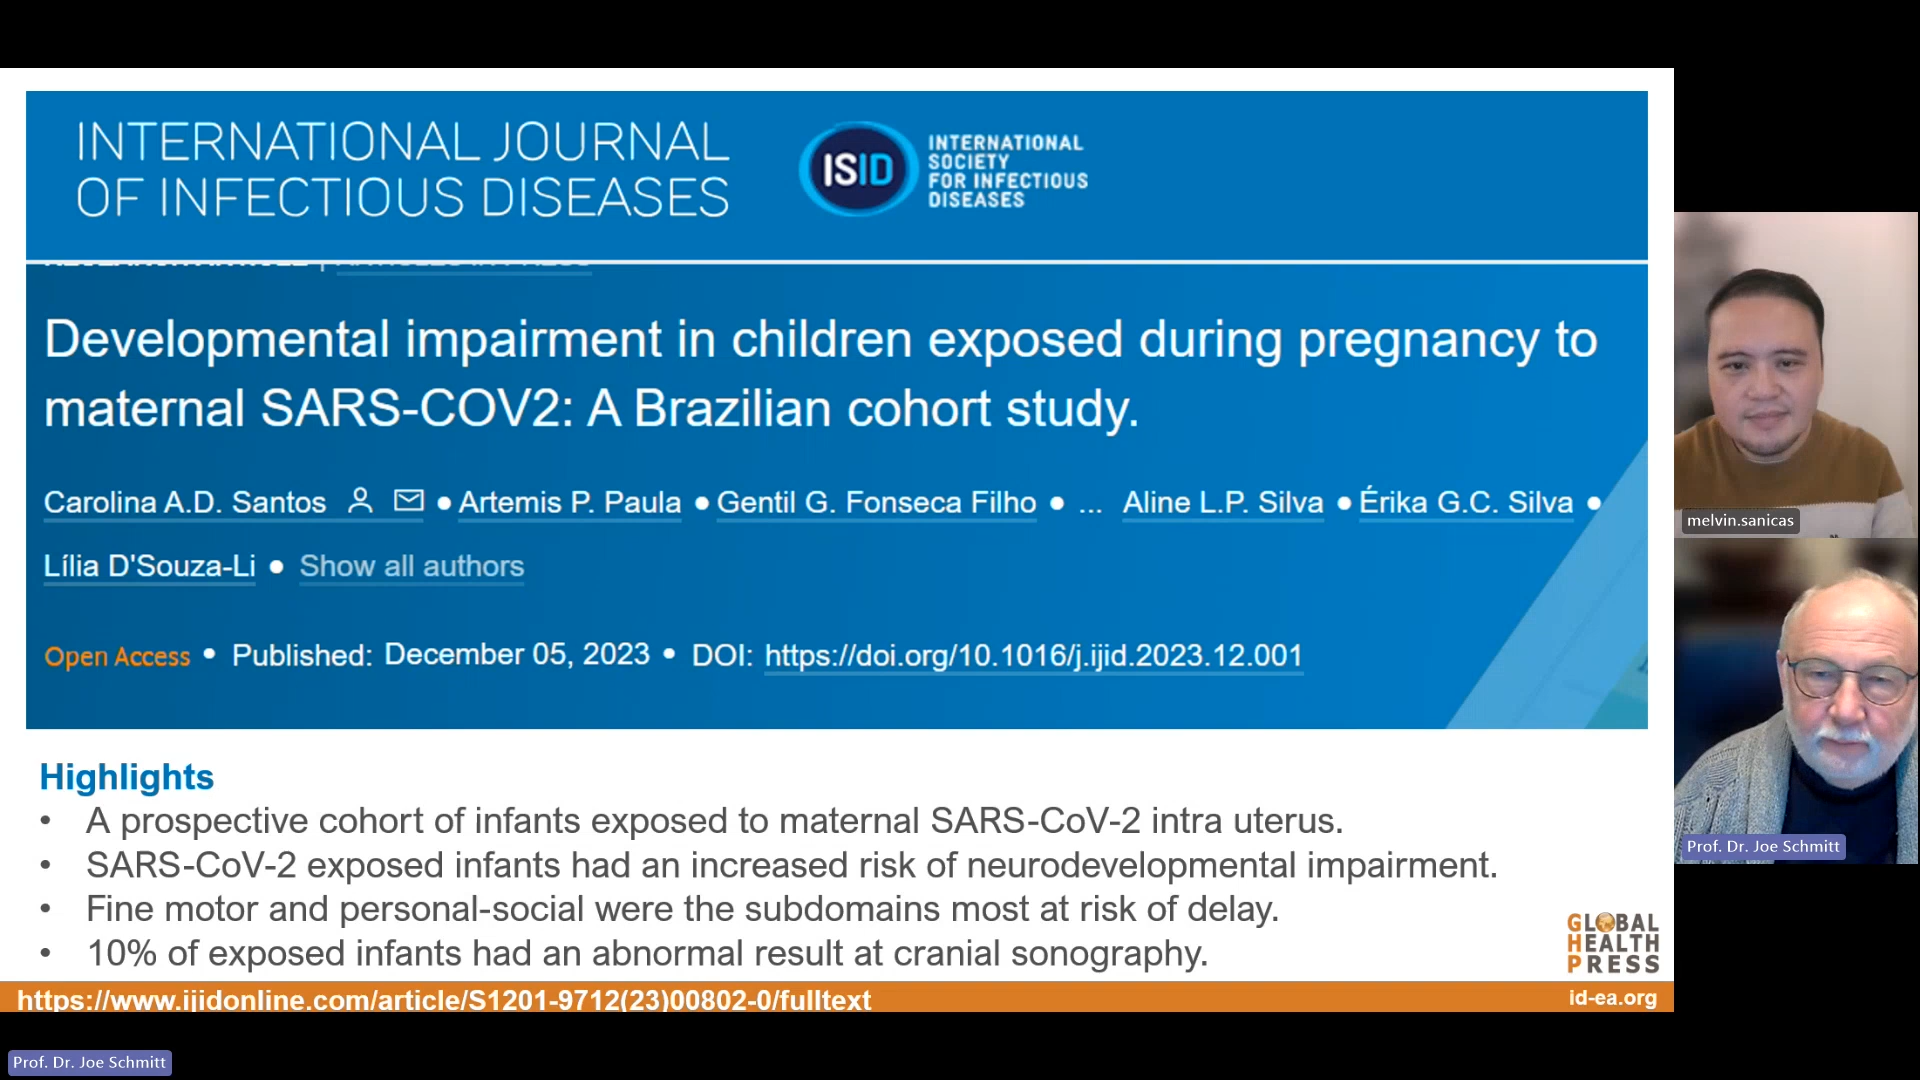 INTERNATIONAL JOURNAL
OF INFECTIOUS DISEASES
ISID
INTERNATIONAL
SOCIETY
FOR INFECTIOUS
DISEASES
Developmental impairment in children exposed during pregnancy to
maternal SARS-COV2: A Brazilian cohort study.
Carolina A.D. Santos • Artemis P. Paula • Gentil G. Fonseca Filho • ... Aline L.P. Silva • Érika G.C. Silva •
Lília D'Souza-Li • Show all authors
Open Access • Published: December 05, 2023 • DOI: https://doi.org/10.1016/j.ijid.2023.12.001
Highlights
• A prospective cohort of infants exposed to maternal SARS-CoV-2 intra uterus.
• SARS-CoV-2 exposed infants had an increased risk of neurodevelopmental impairment.
• Fine motor and personal-social were the subdomains most at risk of delay.
• 10% of exposed infants had an abnormal result at cranial sonography.
GLOBAL
HEALTH
PRESS
https://www.ijidonline.com/article/S1201-9712(23)00802-0/fulltext
id-ea.org
melvin.sanicas
Prof. Dr. Joe Schmitt
Prof. Dr. Joe Schmitt